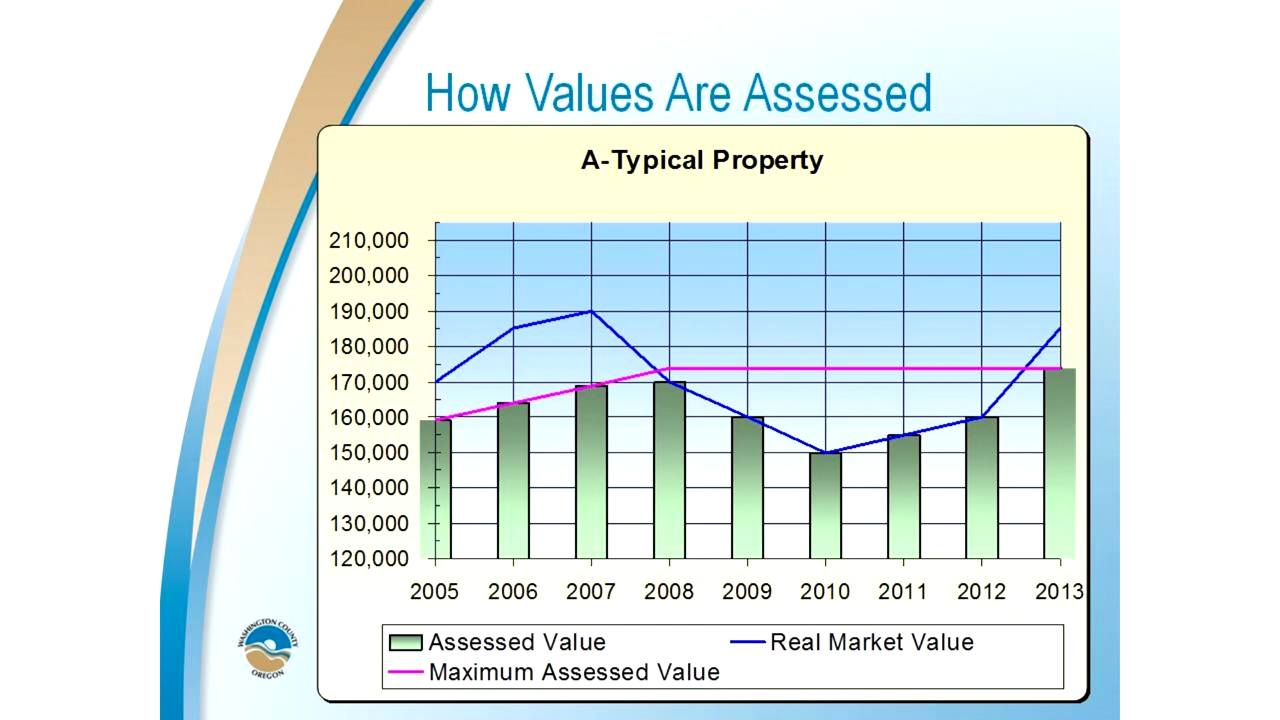 How Values Are Assessed
A-Typical Property
210,000
200,000
190,000
180,000
170,000
160,000
150,000
140,000
130,000
120,000
2005 2006 2007 2008 2009 2010 2011 2012 2013
Assessed Value Real Market Value
Maximum Assessed Value
WASHINGTON COUNTY
OREGON